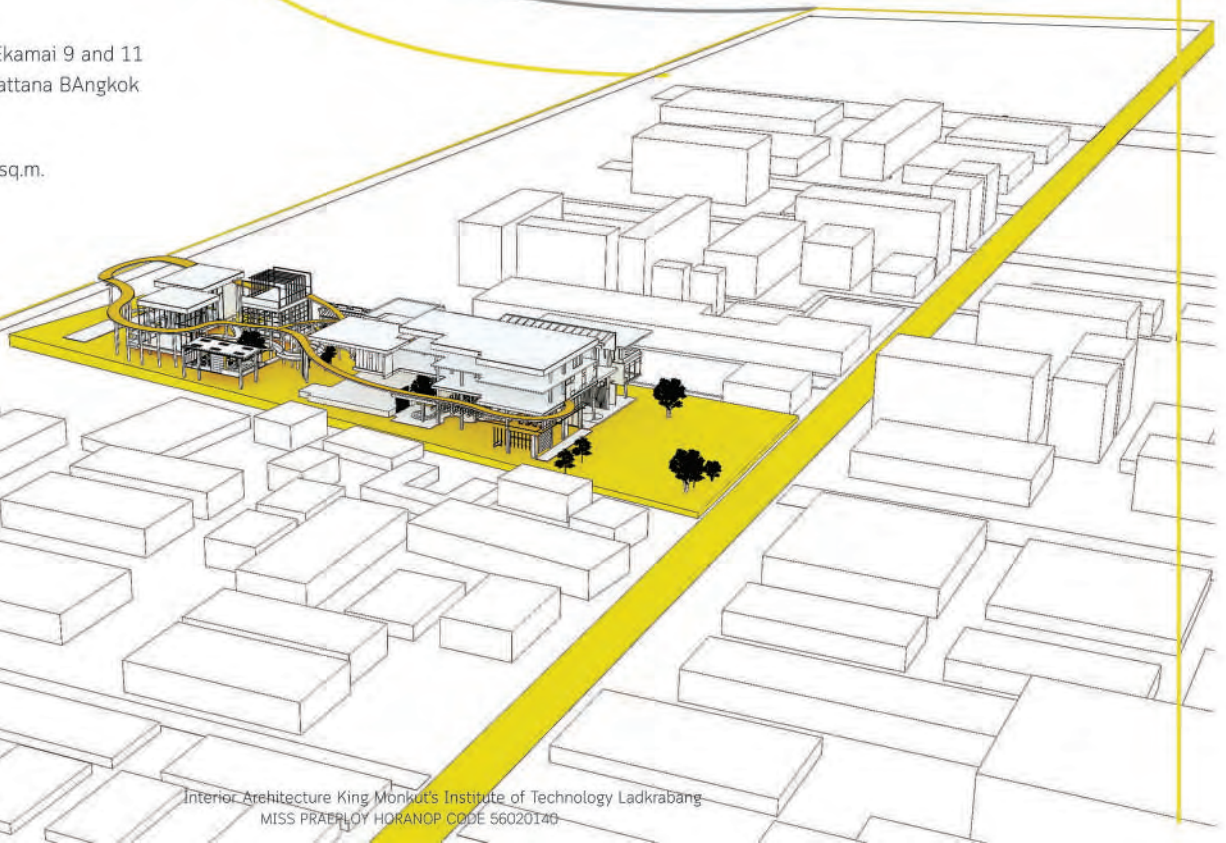 Ekamai 9 and 11
attana BAngkok
sq.m.
Interior Architecture King Monkut's Institute of Technology Ladkrabang
MISS PRAEPLOY HORANOP CODE 56020140